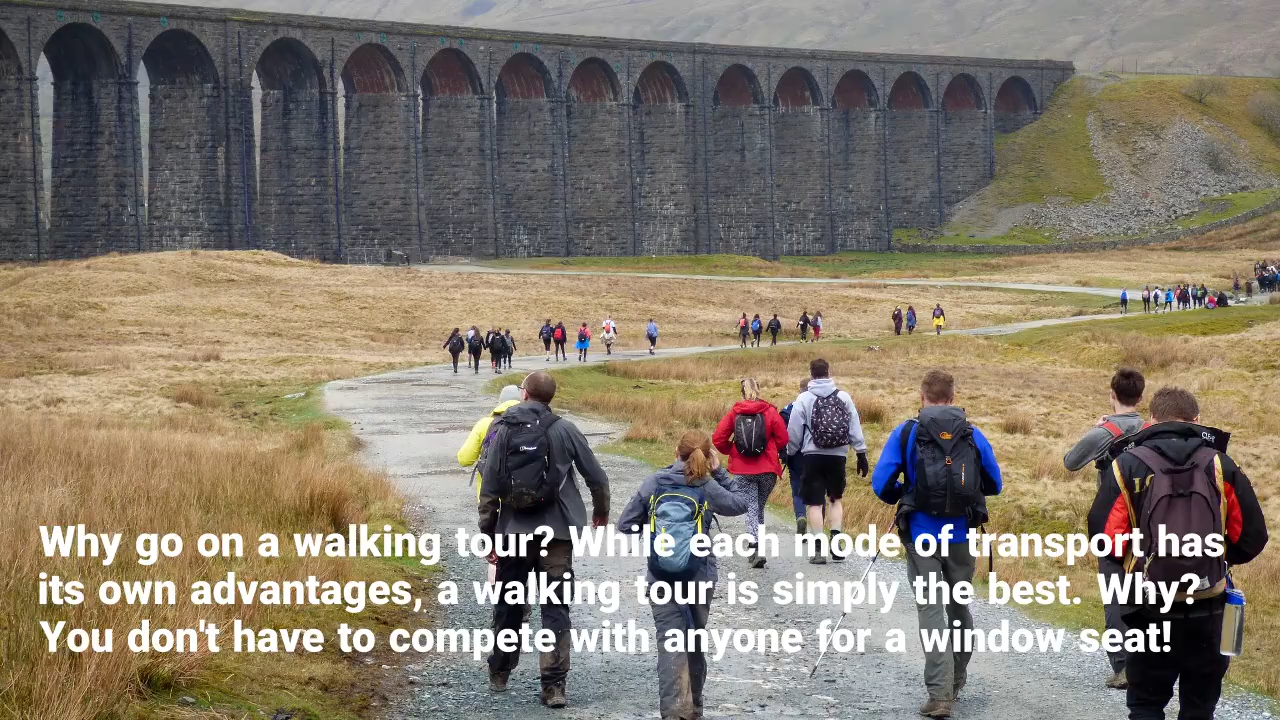 Why go on a walking tour? While each mode of transport has
its own advantages, a walking tour is simply the best. Why?
You don't have to compete with anyone for a window seat!